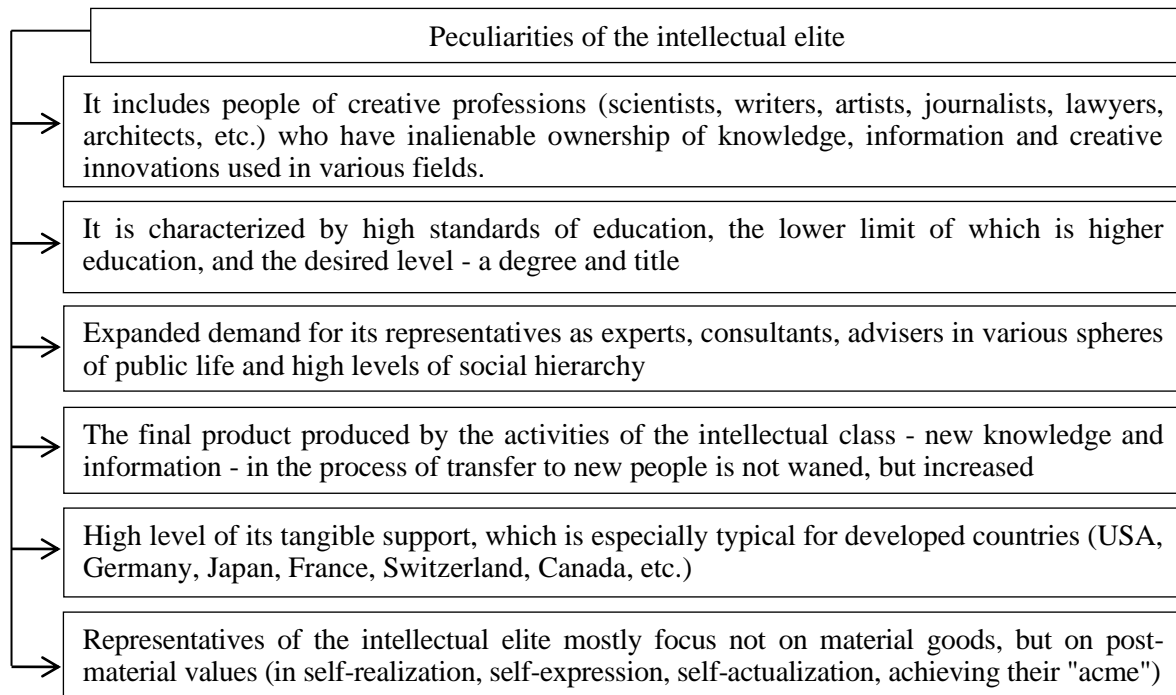 Peculiarities of the intellectual elite
It includes people of creative professions (scientists, writers, artists, journalists, lawyers,
architects, etc.) who have inalienable ownership of knowledge, information and creative
innovations used in various fields.
It is characterized by high standards of education, the lower limit of which is higher
education, and the desired level - a degree and title
Expanded demand for its representatives as experts, consultants, advisers in various spheres
of public life and high levels of social hierarchy
The final product produced by the activities of the intellectual class - new knowledge and
information - in the process of transfer to new people is not waned, but increased
High level of its tangible support, which is especially typical for developed countries (USA,
Germany, Japan, France, Switzerland, Canada, etc.)
Representatives of the intellectual elite mostly focus not on material goods, but on post-
material values (in self-realization, self-expression, self-actualization, achieving their "acme")